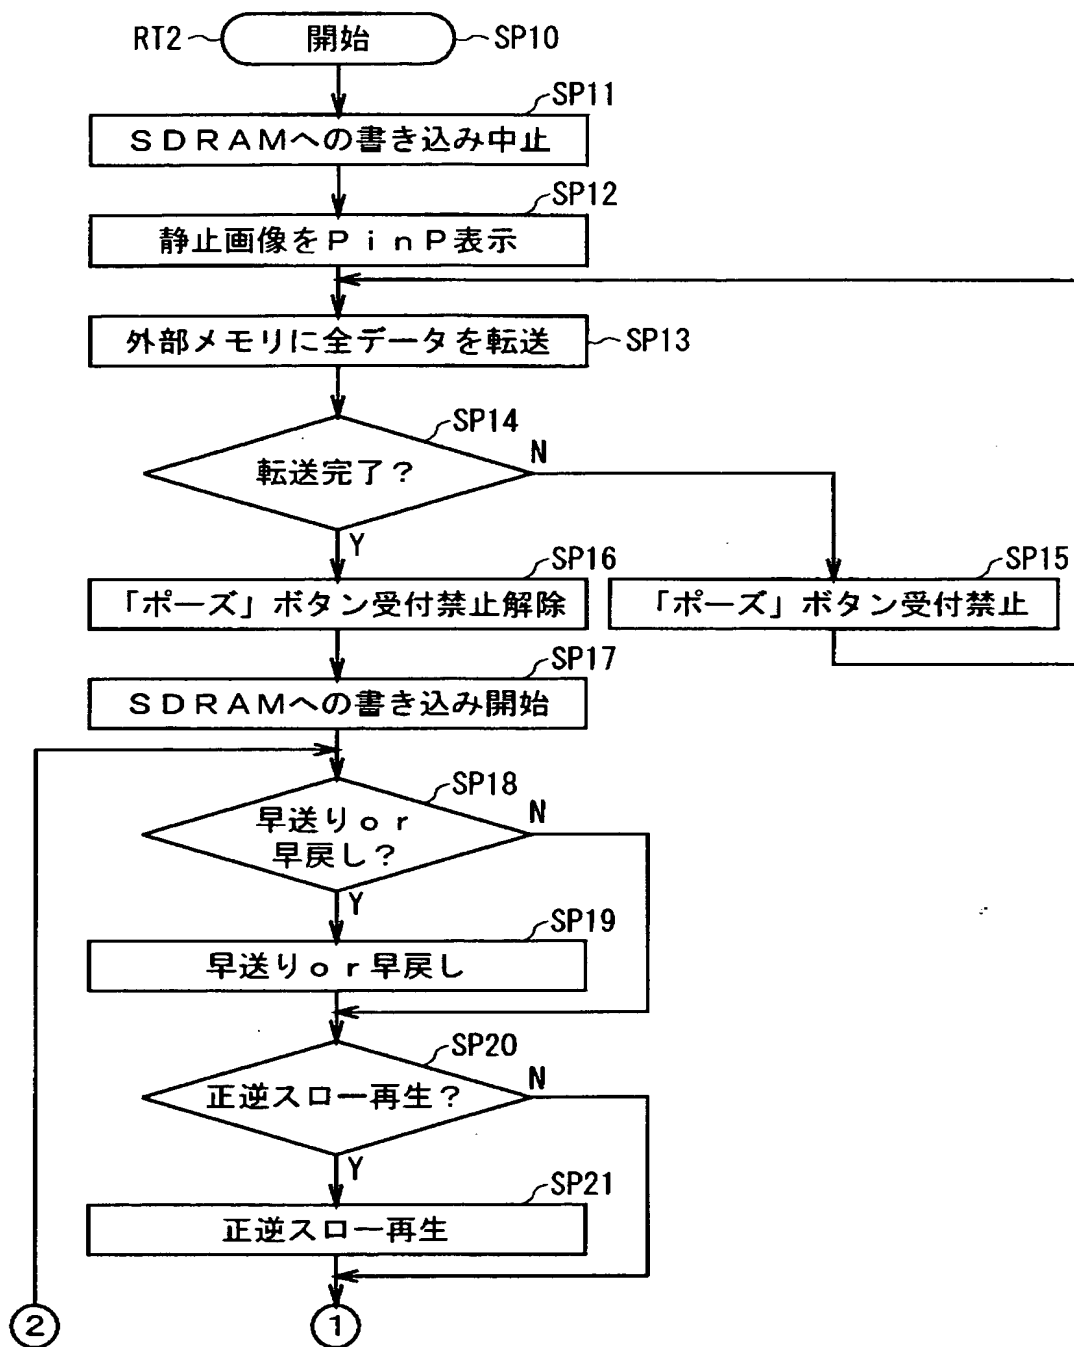 RT2
開始
SP10
SP11
SDRAMへの書き込み中止
SP12
静止画像をPinP表示
外部メモリに全データを転送
SP13
SP14
転送完了?
N
Y
SP16
「ポーズ」ボタン受付禁止解除
SP15
「ポーズ」ボタン受付禁止
SP17
SDRAMへの書き込み開始
SP18
早送りor
早戻し?
N
Y
SP19
早送りor早戻し
SP20
正逆スロー再生?
N
Y
SP21
正逆スロー再生
2
1